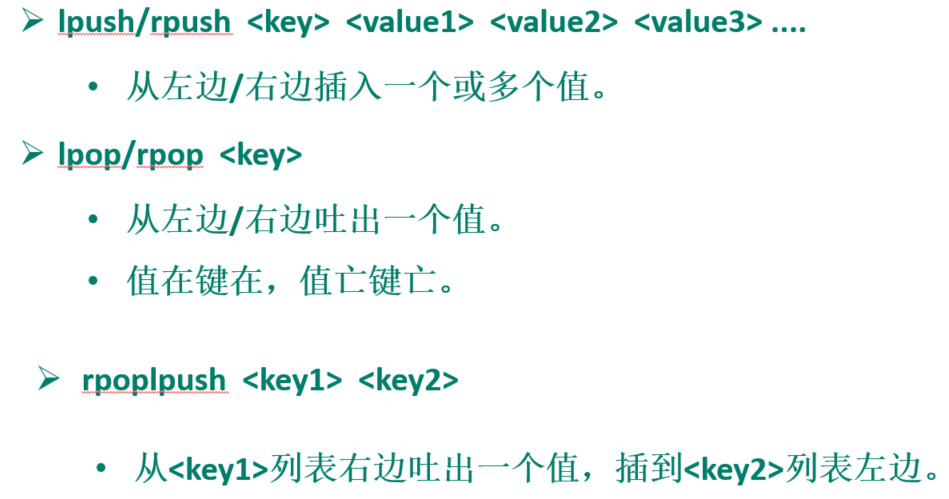 ➢ lpush/rpush <key> <value1> <value2> <value3> ....
• 从左边/右边插入一个或多个值。
➢ lpop/rpop <key>
• 从左边/右边吐出一个值。
• 值在键在，值亡键亡。
➢ rpoplpush <key1> <key2>
• 从<key1>列表右边吐出一个值，插到<key2>列表左边。